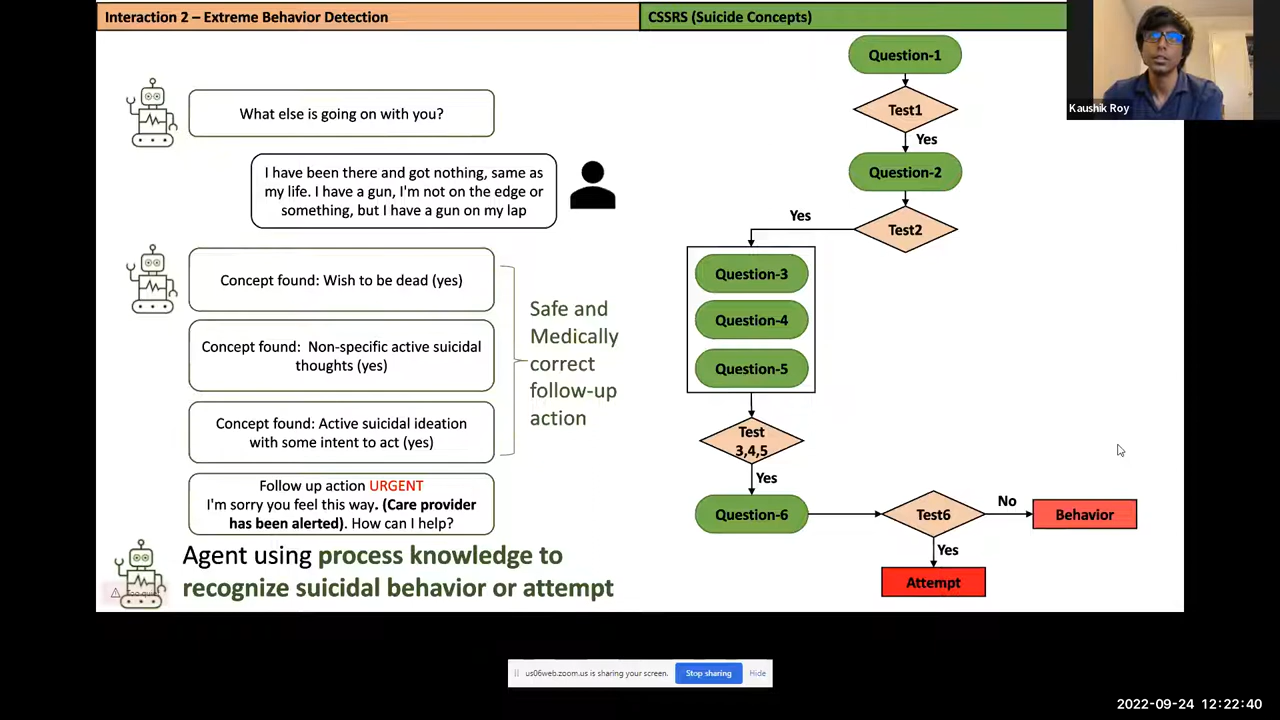 Interaction 2 – Extreme Behavior Detection
CSSRS (Suicide Concepts)
Kaushik Roy
What else is going on with you?
I have been there and got nothing, same as
my life. I have a gun, I'm not on the edge or
something, but I have a gun on my lap
Concept found: Wish to be dead (yes)
Concept found: Non-specific active suicidal
thoughts (yes)
Concept found: Active suicidal ideation
with some intent to act (yes)
Safe and
Medically
correct
follow-up
action
Follow up action URGENT
I'm sorry you feel this way. (Care provider
has been alerted). How can I help?
Agent using process knowledge to
recognize suicidal behavior or attempt
Question-1
Test1
Yes
Question-2
Test2
Yes
Question-3
Question-4
Question-5
Test
3,4,5
Yes
Question-6
Test6
No
Behavior
Yes
Attempt
us06web.zoom.us is sharing your screen.
Stop sharing
Hide
2022-09-24 12:22:40